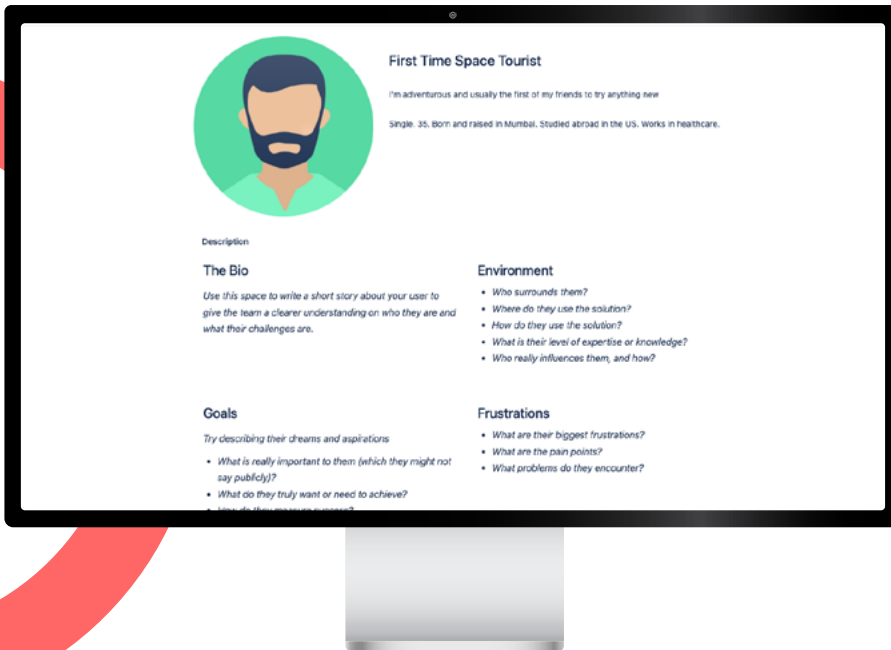 First Time Space Tourist
I'm adventurous and usually the first of my friends to try anything new
Single. 35. Born and raised in Mumbai. Studied abroad in the US. Works in healthcare.
Description
The Bio
Use this space to write a short story about your user to
give the team a clearer understanding on who they are and
what their challenges are.
Environment
• Who surrounds them?
• Where do they use the solution?
• How do they use the solution?
• What is their level of expertise or knowledge?
• Who really influences them, and how?
Goals
Try describing their dreams and aspirations
• What is really important to them (which they might not
say publicly)?
• What do they truly want or need to achieve?
• How do they measure success?
Frustrations
• What are their biggest frustrations?
• What are the pain points?
• What problems do they encounter?